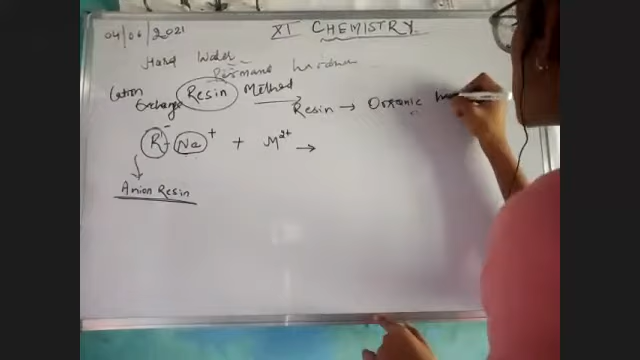 04/06/2021
XI CHEMISTRY
Hard Water
Permanent hardness
Cation Exchange Resin Method
Resin → Organic
R⁻ Na⁺ + M²⁺ →
Anion Resin